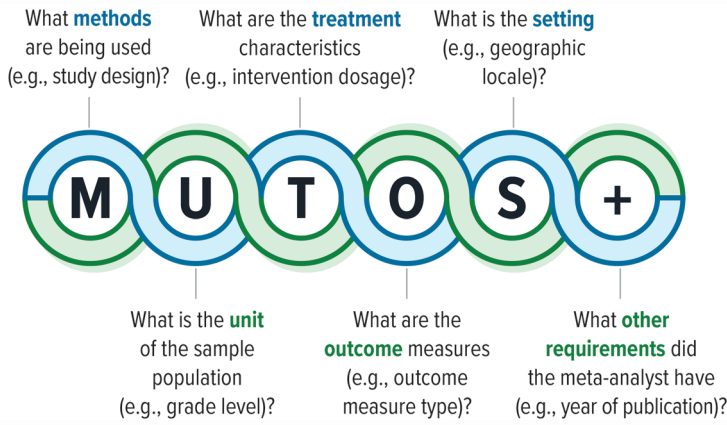 What methods
are being used
(e.g., study design)?
What are the treatment
characteristics
(e.g., intervention dosage)?
What is the setting
(e.g., geographic
locale)?
M U T O S +
What is the unit
of the sample
population
(e.g., grade level)?
What are the
outcome measures
(e.g., outcome
measure type)?
What other
requirements did
the meta-analyst have
(e.g., year of publication)?